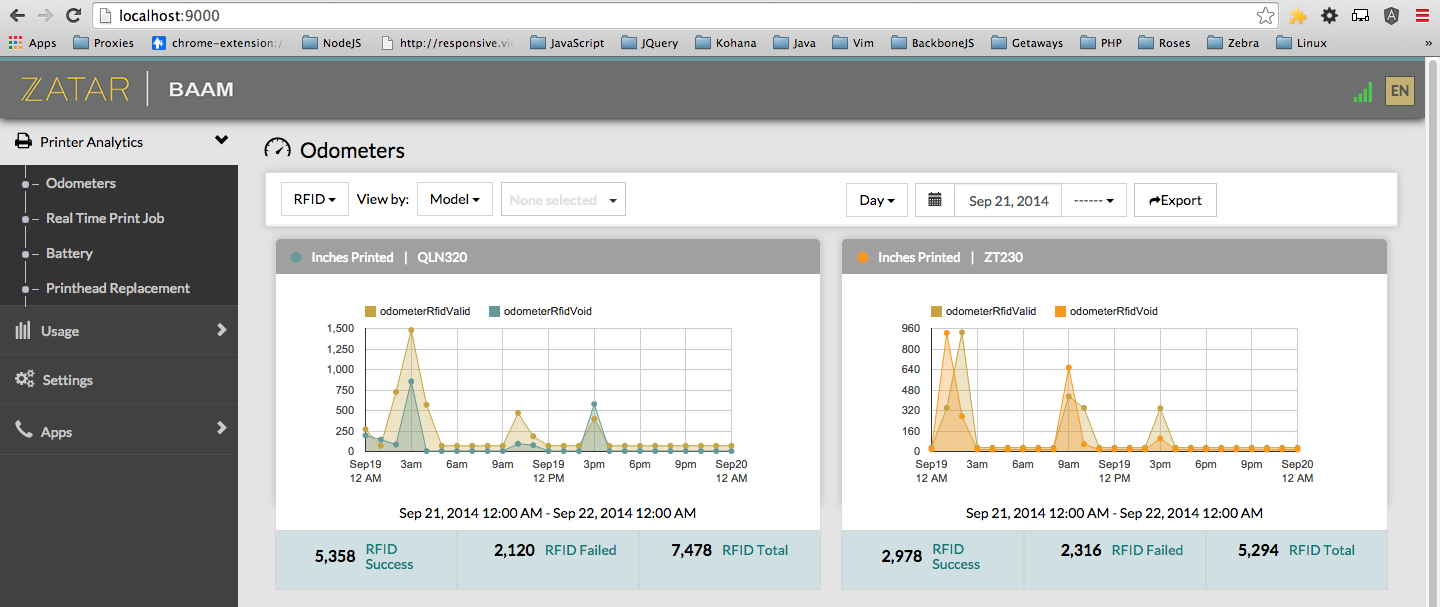 localhost:9000
Apps Proxies chrome-extension:/ NodeJS http://responsive.vi JavaScript JQuery Kohana Java Vim BackboneJS Getaways PHP Roses Zebra Linux »
ZATAR BAAM EN
Printer Analytics
Odometers
Real Time Print Job
Battery
Printhead Replacement
Usage
Settings
Apps
Odometers
RFID View by: Model None selected Day Sep 21, 2014 ------ Export
Inches Printed | QLN320
odometerRfidValid odometerRfidVoid
1,500
1,250
1,000
750
500
250
0
Sep19 3am 6am 9am Sep19 3pm 6pm 9pm Sep20
12 AM 12 PM 12 AM
Sep 21, 2014 12:00 AM - Sep 22, 2014 12:00 AM
5,358 RFID Success 2,120 RFID Failed 7,478 RFID Total
Inches Printed | ZT230
odometerRfidValid odometerRfidVoid
960
800
640
480
320
160
0
Sep19 3am 6am 9am Sep19 3pm 6pm 9pm Sep20
12 AM 12 PM 12 AM
Sep 21, 2014 12:00 AM - Sep 22, 2014 12:00 AM
2,978 RFID Success 2,316 RFID Failed 5,294 RFID Total